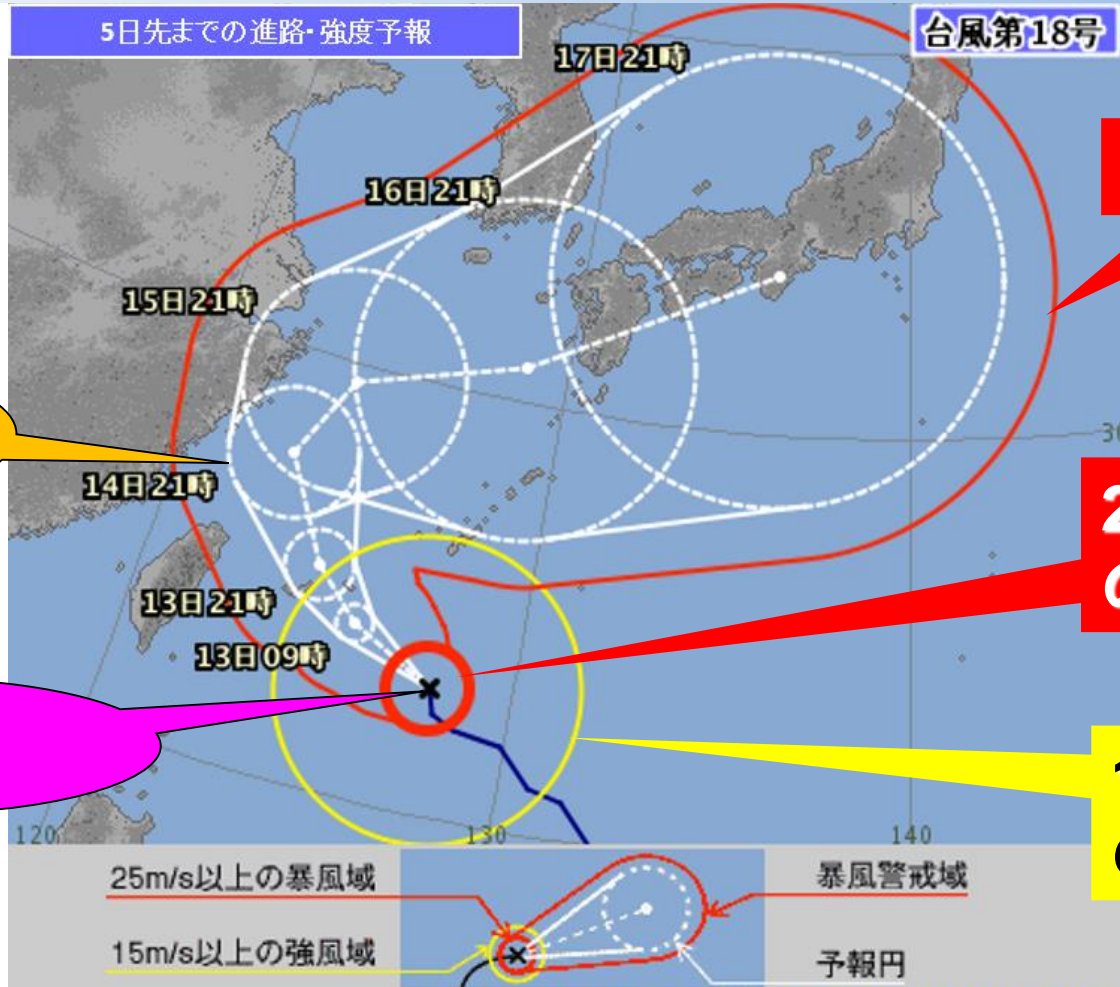 5日先までの進路・強度予報
台風第18号
17日21時
16日21時
15日21時
14日21時
13日21時
13日09時
30
120
130
140
25m/s以上の暴風域
暴風警戒域
15m/s以上の強風域
予報円